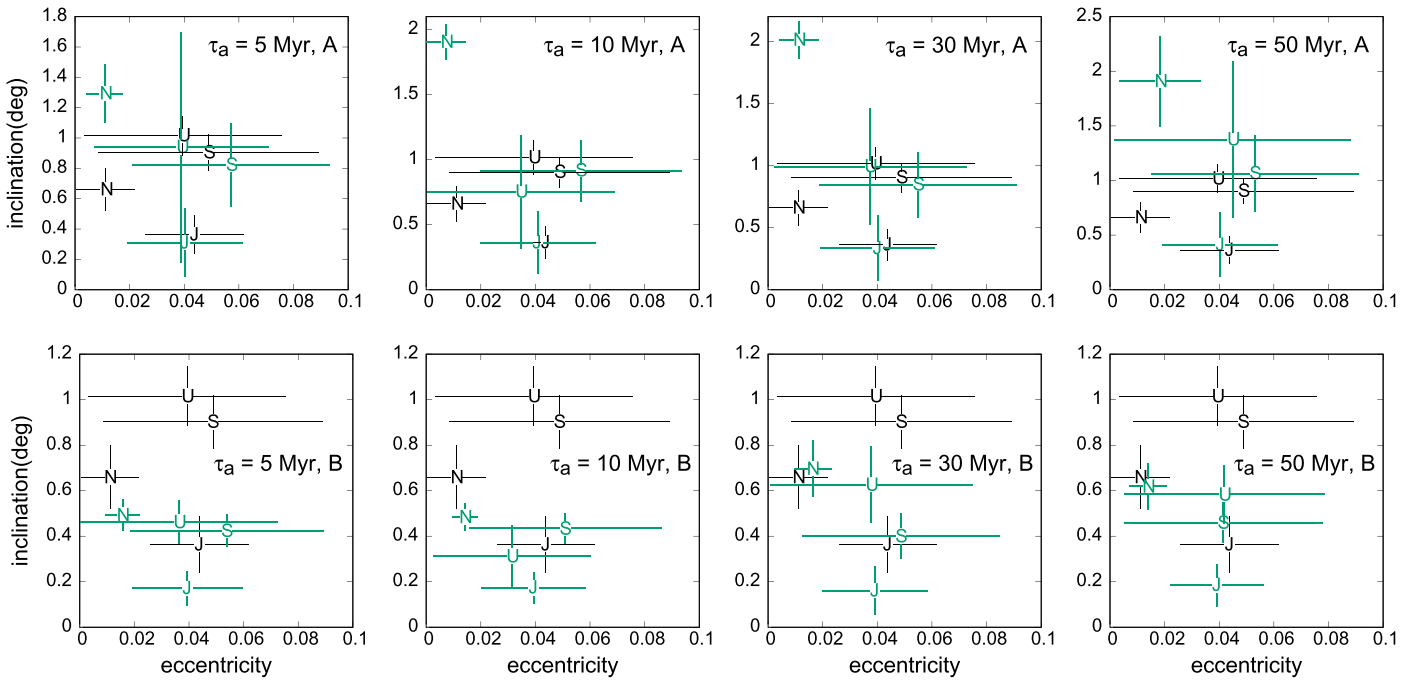 inclination(deg)
1.8
1.6
1.4
1.2
1
0.8
0.6
0.4
0.2
0
0 0.02 0.04 0.06 0.08 0.1
τa = 5 Myr, A
N
U
U
S
S
N
J
J
2
1.5
1
0.5
0
0 0.02 0.04 0.06 0.08 0.1
τa = 10 Myr, A
N
U
S
S
U
N
J
J
2
1.5
1
0.5
0
0 0.02 0.04 0.06 0.08 0.1
τa = 30 Myr, A
N
U
U
S
S
N
J
J
2.5
2
1.5
1
0.5
0
0 0.02 0.04 0.06 0.08 0.1
τa = 50 Myr, A
N
U
S
U
S
N
J
J
inclination(deg)
1.2
1
0.8
0.6
0.4
0.2
0
0 0.02 0.04 0.06 0.08 0.1
eccentricity
τa = 5 Myr, B
U
S
N
N
U
S
J
J
1.2
1
0.8
0.6
0.4
0.2
0
0 0.02 0.04 0.06 0.08 0.1
eccentricity
τa = 10 Myr, B
U
S
N
N
S
J
U
J
1.2
1
0.8
0.6
0.4
0.2
0
0 0.02 0.04 0.06 0.08 0.1
eccentricity
τa = 30 Myr, B
U
S
N
N
U
S
J
J
1.2
1
0.8
0.6
0.4
0.2
0
0 0.02 0.04 0.06 0.08 0.1
eccentricity
τa = 50 Myr, B
U
S
N
N
U
S
J
J